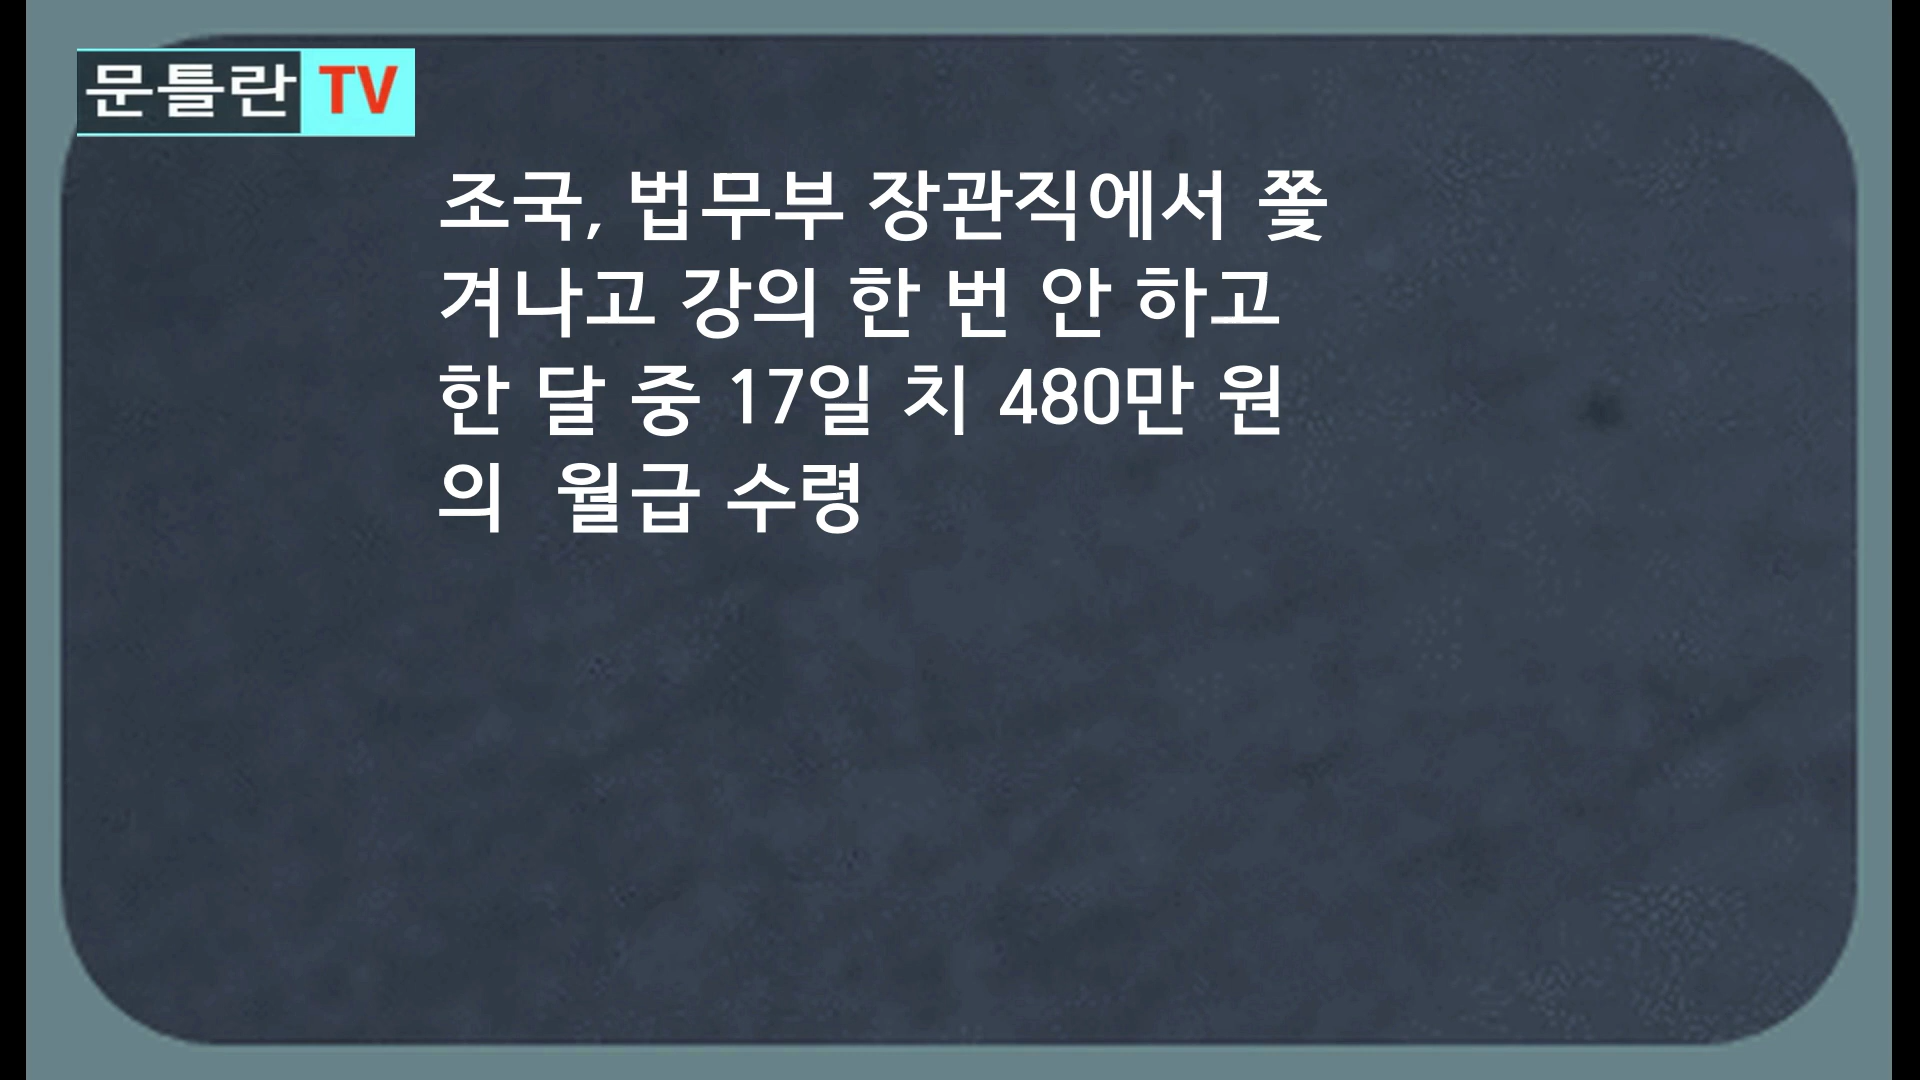 문틀란 TV
조국, 법무부 장관직에서 쫓
겨나고 강의 한 번 안 하고
한 달 중 17일 치 480만 원
의 월급 수령